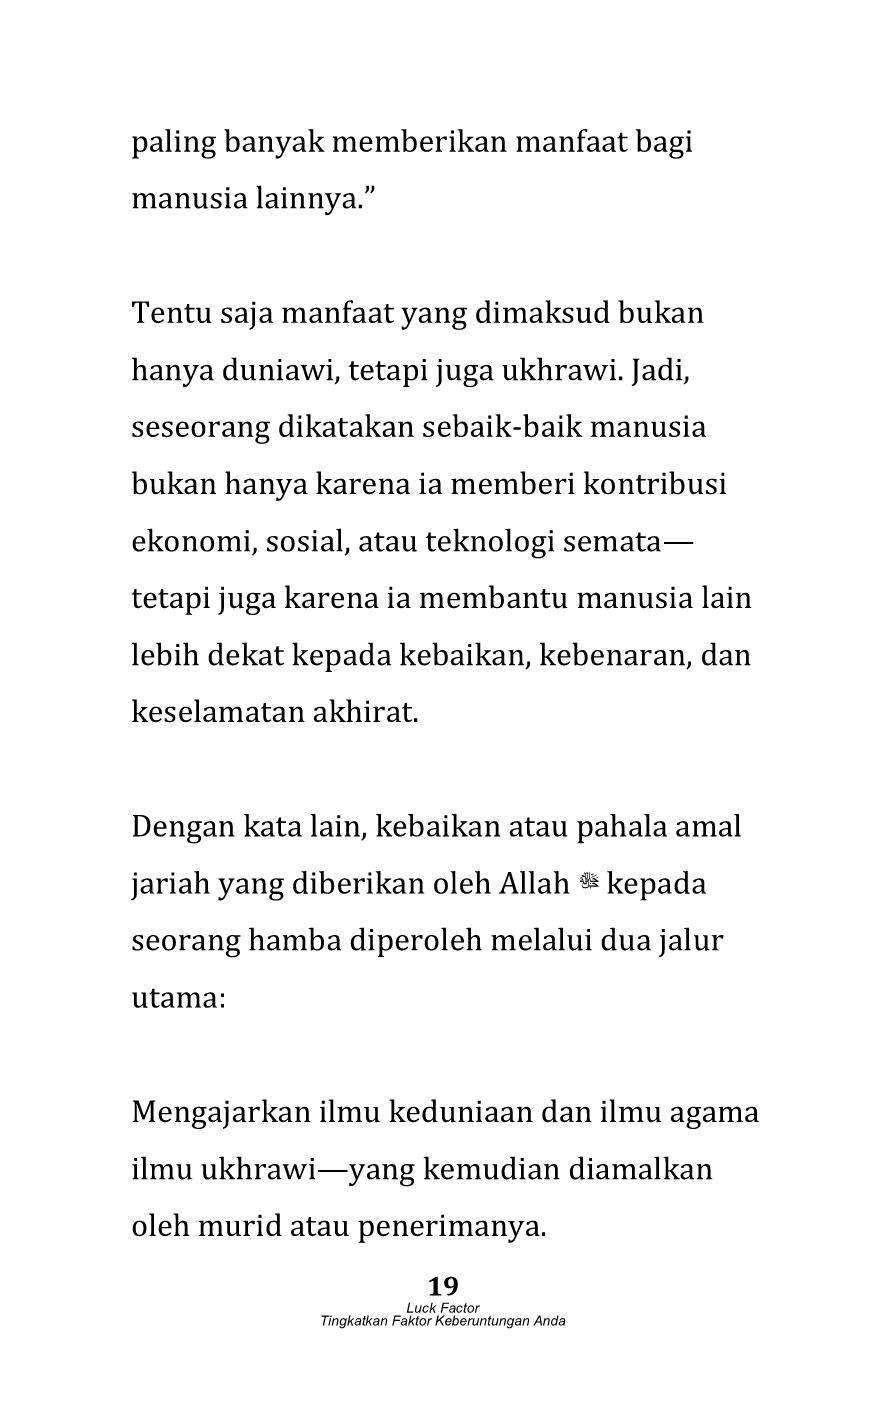 paling banyak memberikan manfaat bagi
manusia lainnya.”
Tentu saja manfaat yang dimaksud bukan
hanya duniawi, tetapi juga ukhrawi. Jadi,
seseorang dikatakan sebaik-baik manusia
bukan hanya karena ia memberi kontribusi
ekonomi, sosial, atau teknologi semata—
tetapi juga karena ia membantu manusia lain
lebih dekat kepada kebaikan, kebenaran, dan
keselamatan akhirat.
Dengan kata lain, kebaikan atau pahala amal
jariah yang diberikan oleh Allah ﷻ kepada
seorang hamba diperoleh melalui dua jalur
utama:
Mengajarkan ilmu keduniaan dan ilmu agama
ilmu ukhrawi—yang kemudian diamalkan
oleh murid atau penerimanya.
19
Luck Factor
Tingkatkan Faktor Keberuntungan Anda